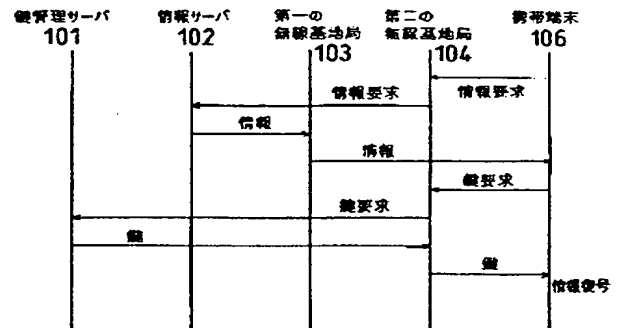 鍵管理サーバ
101
情報サーバ
102
第一の
無線基地局
103
第二の
無線基地局
104
携帯端末
106
情報要求
情報要求
情報
情報
鍵要求
鍵要求
鍵
鍵
情報復号